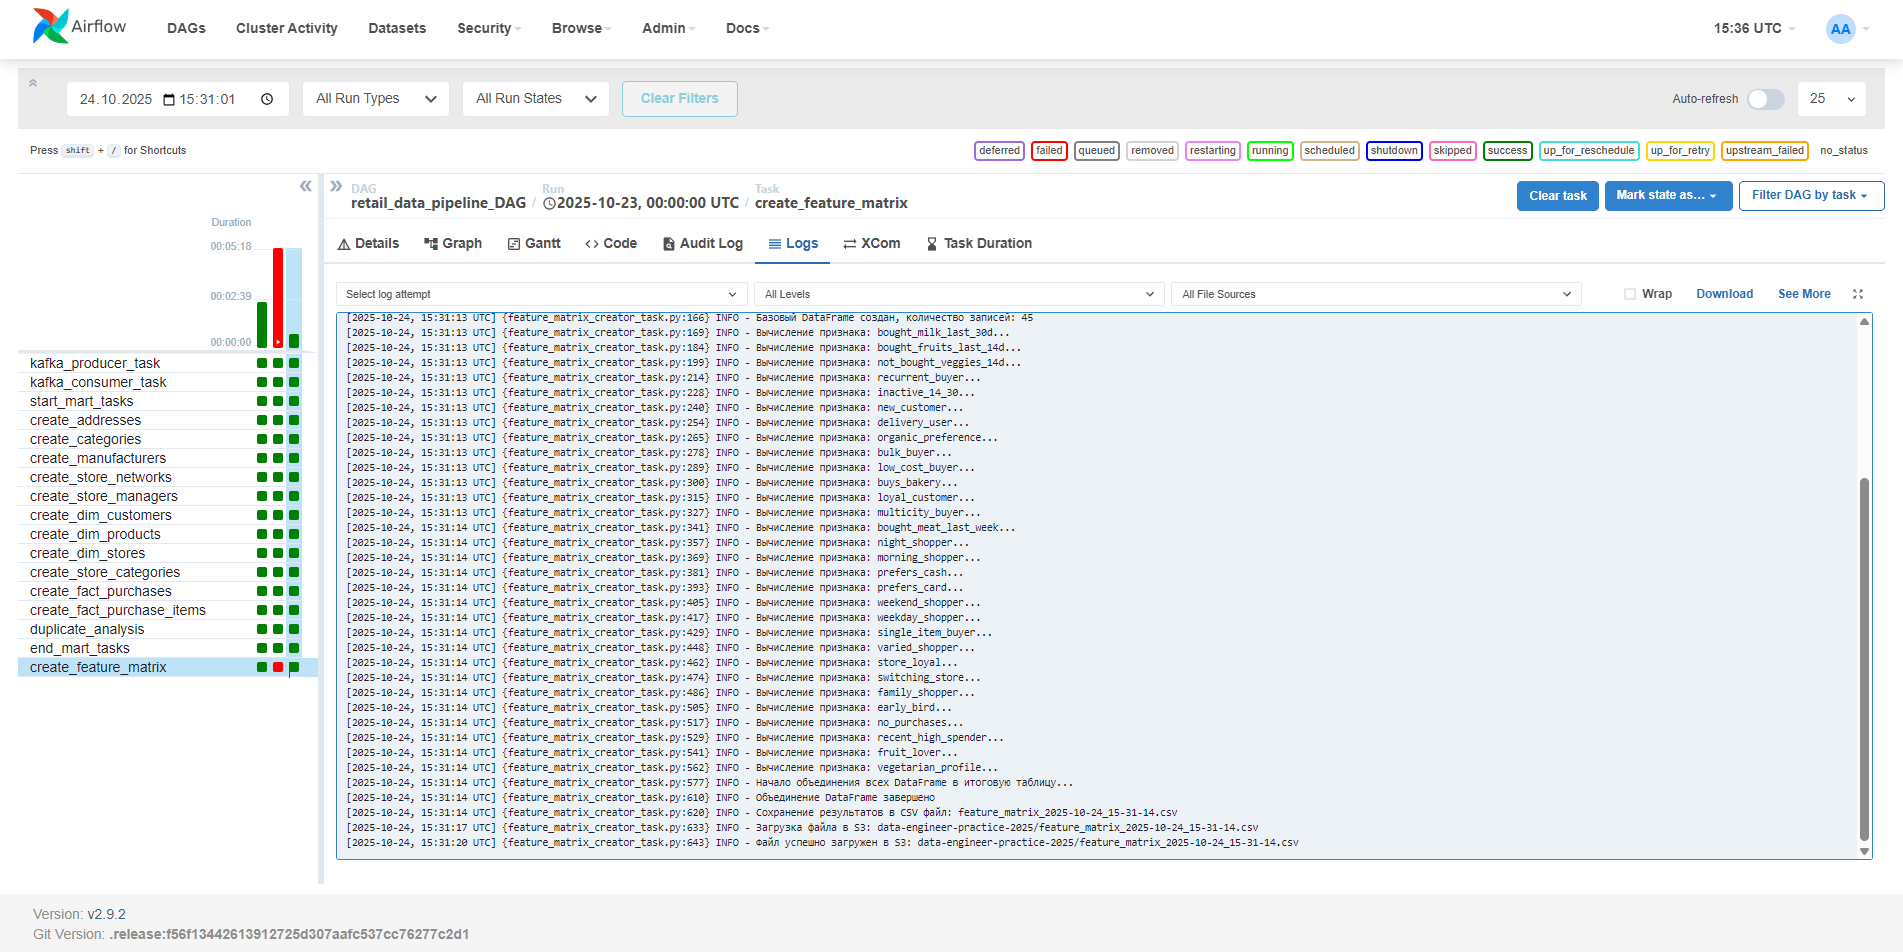 Airflow
DAGs Cluster Activity Datasets Security Browse Admin Docs 15:36 UTC AA
24.10.2025 15:31:01 All Run Types All Run States Clear Filters Auto-refresh 25
Press shift + / for Shortcuts deferred failed queued removed restarting running scheduled shutdown skipped success up_for_reschedule up_for_retry upstream_failed no_status
DAG Run Task
retail_data_pipeline_DAG / 2025-10-23, 00:00:00 UTC / create_feature_matrix
Clear task Mark state as... Filter DAG by task
Duration
00:05:18
00:02:39
00:00:00
kafka_producer_task
kafka_consumer_task
start_mart_tasks
create_addresses
create_categories
create_manufacturers
create_store_networks
create_store_managers
create_dim_customers
create_dim_products
create_dim_stores
create_store_categories
create_fact_purchases
create_fact_purchase_items
duplicate_analysis
end_mart_tasks
create_feature_matrix
Details Graph Gantt Code Audit Log Logs XCom Task Duration
Select log attempt All Levels All File Sources Wrap Download See More
[2025-10-24, 15:31:13 UTC] {feature_matrix_creator_task.py:166} INFO - Базовый DataFrame создан, количество записей: 45
[2025-10-24, 15:31:13 UTC] {feature_matrix_creator_task.py:169} INFO - Вычисление признака: bought_milk_last_30d...
[2025-10-24, 15:31:13 UTC] {feature_matrix_creator_task.py:184} INFO - Вычисление признака: bought_fruits_last_14d...
[2025-10-24, 15:31:13 UTC] {feature_matrix_creator_task.py:199} INFO - Вычисление признака: not_bought_veggies_14d...
[2025-10-24, 15:31:13 UTC] {feature_matrix_creator_task.py:214} INFO - Вычисление признака: recurrent_buyer...
[2025-10-24, 15:31:13 UTC] {feature_matrix_creator_task.py:228} INFO - Вычисление признака: inactive_14_30...
[2025-10-24, 15:31:13 UTC] {feature_matrix_creator_task.py:240} INFO - Вычисление признака: new_customer...
[2025-10-24, 15:31:13 UTC] {feature_matrix_creator_task.py:254} INFO - Вычисление признака: delivery_user...
[2025-10-24, 15:31:13 UTC] {feature_matrix_creator_task.py:265} INFO - Вычисление признака: organic_preference...
[2025-10-24, 15:31:13 UTC] {feature_matrix_creator_task.py:278} INFO - Вычисление признака: bulk_buyer...
[2025-10-24, 15:31:13 UTC] {feature_matrix_creator_task.py:289} INFO - Вычисление признака: low_cost_buyer...
[2025-10-24, 15:31:13 UTC] {feature_matrix_creator_task.py:300} INFO - Вычисление признака: buys_bakery...
[2025-10-24, 15:31:13 UTC] {feature_matrix_creator_task.py:315} INFO - Вычисление признака: loyal_customer...
[2025-10-24, 15:31:13 UTC] {feature_matrix_creator_task.py:327} INFO - Вычисление признака: multicity_buyer...
[2025-10-24, 15:31:14 UTC] {feature_matrix_creator_task.py:341} INFO - Вычисление признака: bought_meat_last_week...
[2025-10-24, 15:31:14 UTC] {feature_matrix_creator_task.py:357} INFO - Вычисление признака: night_shopper...
[2025-10-24, 15:31:14 UTC] {feature_matrix_creator_task.py:369} INFO - Вычисление признака: morning_shopper...
[2025-10-24, 15:31:14 UTC] {feature_matrix_creator_task.py:381} INFO - Вычисление признака: prefers_cash...
[2025-10-24, 15:31:14 UTC] {feature_matrix_creator_task.py:393} INFO - Вычисление признака: prefers_card...
[2025-10-24, 15:31:14 UTC] {feature_matrix_creator_task.py:405} INFO - Вычисление признака: weekend_shopper...
[2025-10-24, 15:31:14 UTC] {feature_matrix_creator_task.py:417} INFO - Вычисление признака: weekday_shopper...
[2025-10-24, 15:31:14 UTC] {feature_matrix_creator_task.py:429} INFO - Вычисление признака: single_item_buyer...
[2025-10-24, 15:31:14 UTC] {feature_matrix_creator_task.py:448} INFO - Вычисление признака: varied_shopper...
[2025-10-24, 15:31:14 UTC] {feature_matrix_creator_task.py:462} INFO - Вычисление признака: store_loyal...
[2025-10-24, 15:31:14 UTC] {feature_matrix_creator_task.py:474} INFO - Вычисление признака: switching_store...
[2025-10-24, 15:31:14 UTC] {feature_matrix_creator_task.py:486} INFO - Вычисление признака: family_shopper...
[2025-10-24, 15:31:14 UTC] {feature_matrix_creator_task.py:505} INFO - Вычисление признака: early_bird...
[2025-10-24, 15:31:14 UTC] {feature_matrix_creator_task.py:517} INFO - Вычисление признака: no_purchases...
[2025-10-24, 15:31:14 UTC] {feature_matrix_creator_task.py:529} INFO - Вычисление признака: recent_high_spender...
[2025-10-24, 15:31:14 UTC] {feature_matrix_creator_task.py:541} INFO - Вычисление признака: fruit_lover...
[2025-10-24, 15:31:14 UTC] {feature_matrix_creator_task.py:562} INFO - Вычисление признака: vegetarian_profile...
[2025-10-24, 15:31:14 UTC] {feature_matrix_creator_task.py:577} INFO - Начало объединения всех DataFrame в итоговую таблицу...
[2025-10-24, 15:31:14 UTC] {feature_matrix_creator_task.py:610} INFO - Объединение DataFrame завершено
[2025-10-24, 15:31:14 UTC] {feature_matrix_creator_task.py:620} INFO - Сохранение результатов в CSV файл: feature_matrix_2025-10-24_15-31-14.csv
[2025-10-24, 15:31:17 UTC] {feature_matrix_creator_task.py:633} INFO - Загрузка файла в S3: data-engineer-practice-2025/feature_matrix_2025-10-24_15-31-14.csv
[2025-10-24, 15:31:20 UTC] {feature_matrix_creator_task.py:643} INFO - Файл успешно загружен в S3: data-engineer-practice-2025/feature_matrix_2025-10-24_15-31-14.csv
Version: v2.9.2
Git Version: .release:f56f13442613912725d307aafc537cc76277c2d1